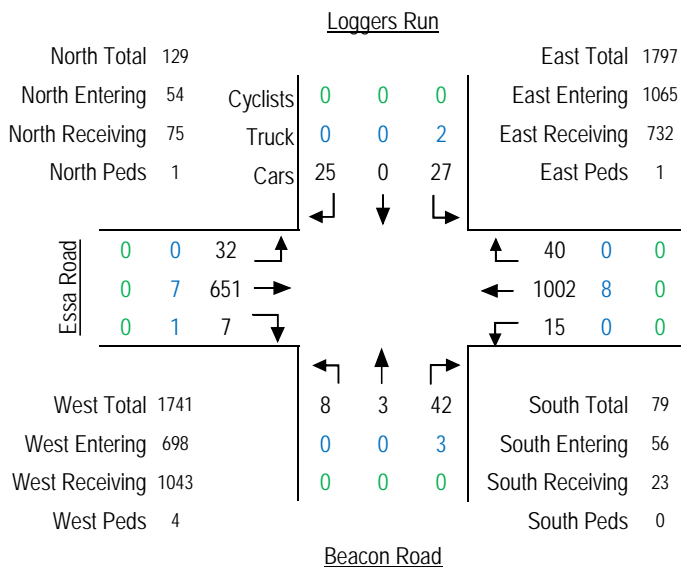 Loggers Run
North Total 129
North Entering 54
North Receiving 75
North Peds 1
East Total 1797
East Entering 1065
East Receiving 732
East Peds 1
Cyclists 0 0 0
Truck 0 0 2
Cars 25 0 27
Essa Road
0 0 32
0 7 651
0 1 7
40 0 0
1002 8 0
15 0 0
8 3 42
0 0 3
0 0 0
West Total 1741
West Entering 698
West Receiving 1043
West Peds 4
South Total 79
South Entering 56
South Receiving 23
South Peds 0
Beacon Road